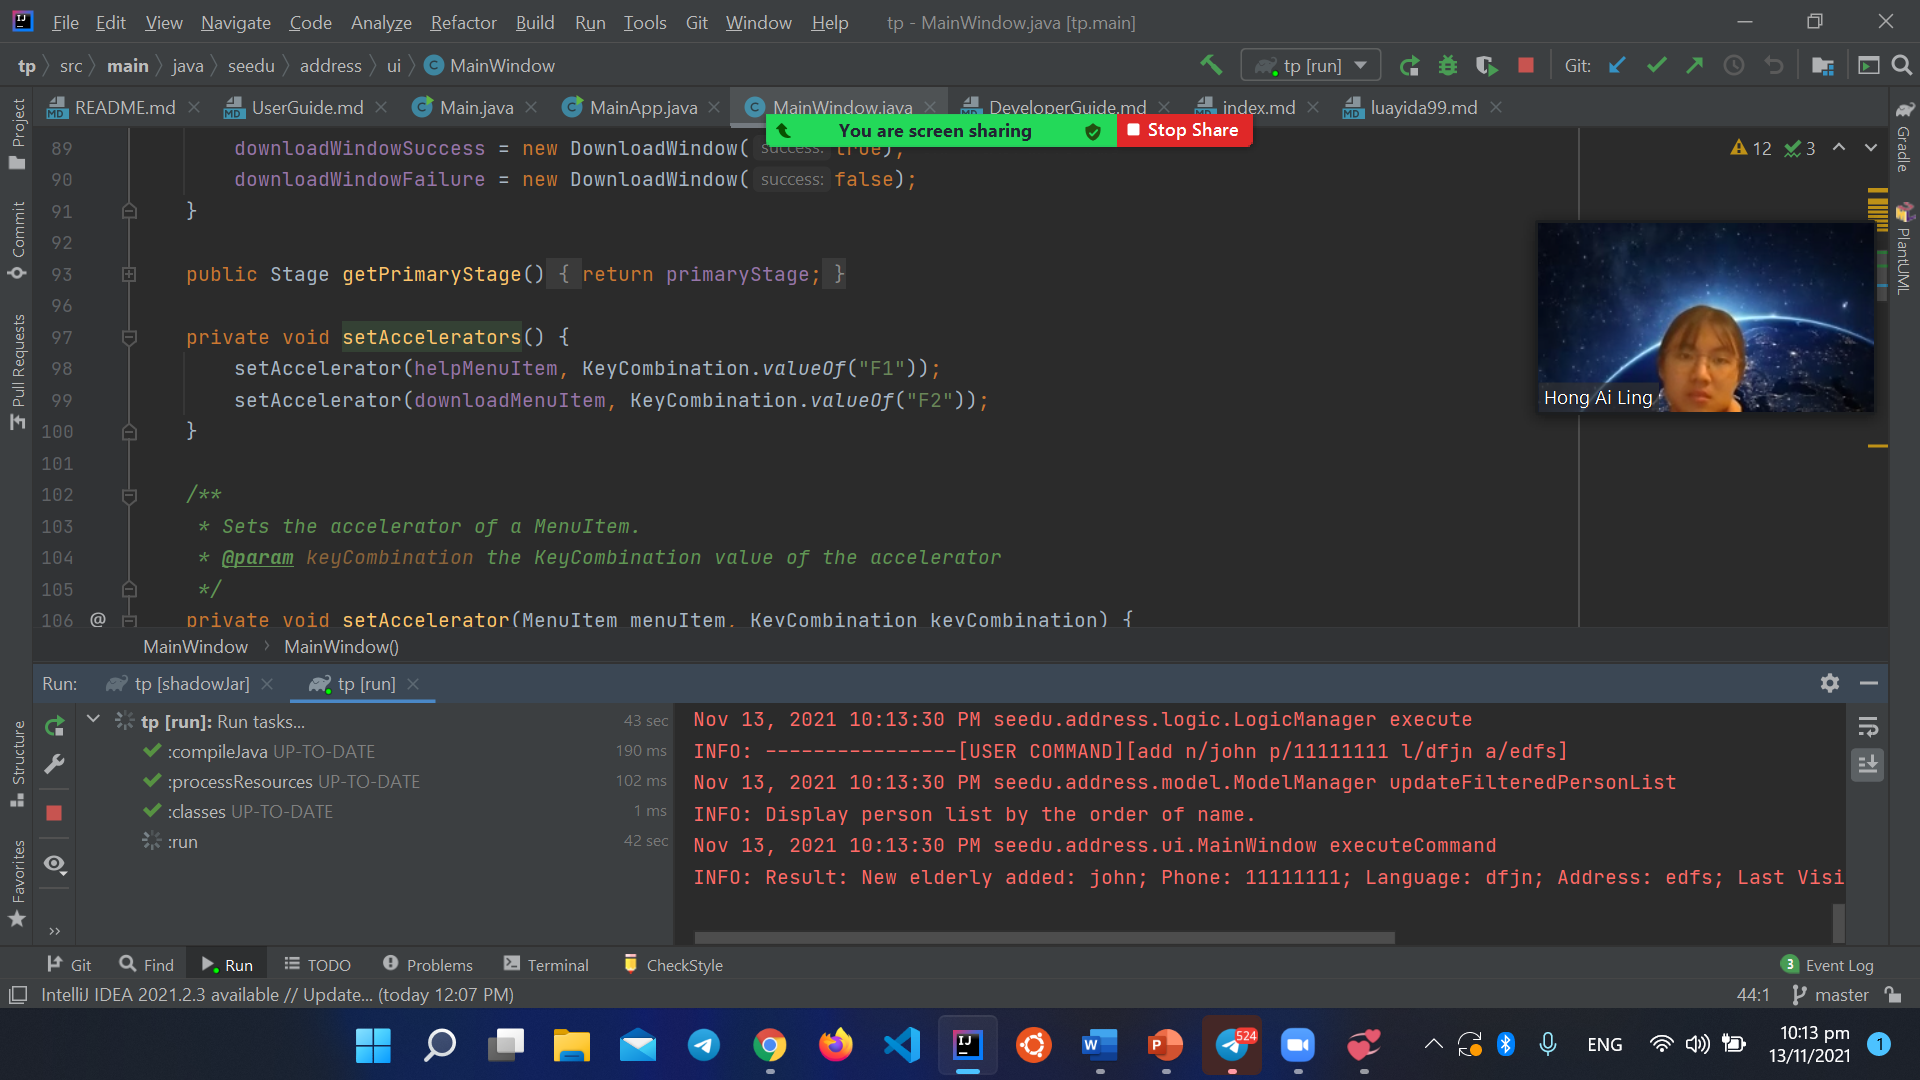 File Edit View Navigate Code Analyze Refactor Build Run Tools Git Window Help tp - MainWindow.java [tp.main]
tp src main java seedu address ui MainWindow tp [run] Git:
README.md UserGuide.md Main.java MainApp.java MainWindow.java DeveloperGuide.md index.md luayida99.md
You are screen sharing Stop Share
89 downloadWindowSuccess = new DownloadWindow( success: true);
90 downloadWindowFailure = new DownloadWindow( success: false);
91 }
92
93 public Stage getPrimaryStage() { return primaryStage; }
96
97 private void setAccelerators() {
98 setAccelerator(helpMenuItem, KeyCombination.valueOf("F1"));
99 setAccelerator(downloadMenuItem, KeyCombination.valueOf("F2"));
100 }
101
102 /**
103 * Sets the accelerator of a MenuItem.
104 * @param keyCombination the KeyCombination value of the accelerator
105 */
106 @ private void setAccelerator(MenuItem menuItem, KeyCombination keyCombination) {
12 3
Hong Ai Ling
Project
Commit
Pull Requests
Structure
Favorites
Gradle
PlantUML
MainWindow MainWindow()
Run: tp [shadowJar] tp [run]
tp [run]: Run tasks... 43 sec
:compileJava UP-TO-DATE 190 ms
:processResources UP-TO-DATE 102 ms
:classes UP-TO-DATE 1 ms
:run 42 sec
Nov 13, 2021 10:13:30 PM seedu.address.logic.LogicManager execute
INFO: ----------------[USER COMMAND][add n/john p/11111111 l/dfjn a/edfs]
Nov 13, 2021 10:13:30 PM seedu.address.model.ModelManager updateFilteredPersonList
INFO: Display person list by the order of name.
Nov 13, 2021 10:13:30 PM seedu.address.ui.MainWindow executeCommand
INFO: Result: New elderly added: john; Phone: 11111111; Language: dfjn; Address: edfs; Last Visi
Git Find Run TODO Problems Terminal CheckStyle 3 Event Log
IntelliJ IDEA 2021.2.3 available // Update... (today 12:07 PM) 44:1 master
524
ENG
10:13 pm
13/11/2021
1